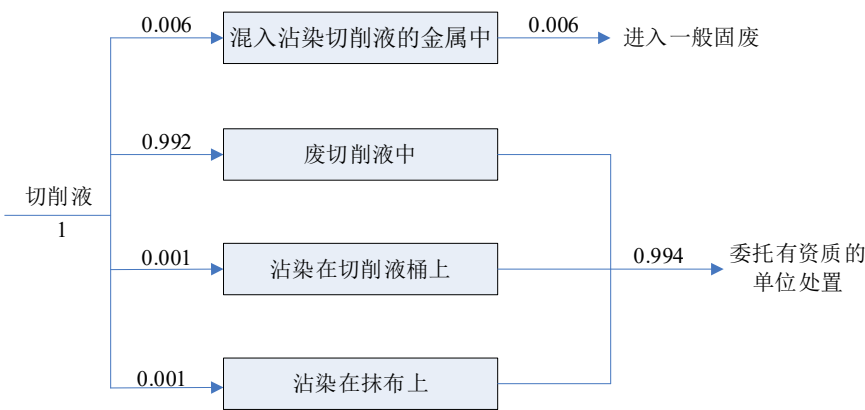 0.006
混入沾染切削液的金属中
0.006
进入一般固废
0.992
废切削液中
切削液
1
0.001
沾染在切削液桶上
0.994
委托有资质的
单位处置
0.001
沾染在抹布上